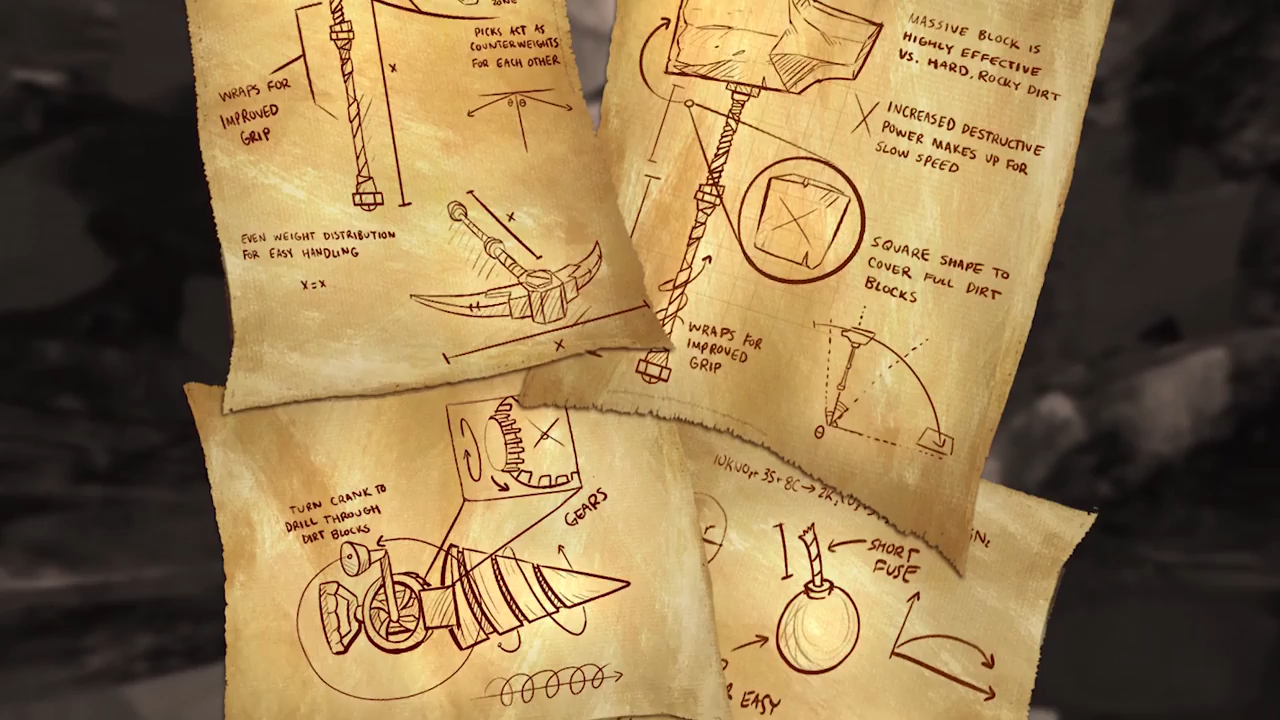 ZONE
PICKS ACT AS
COUNTERWEIGHTS
FOR EACH OTHER
X
WRAPS FOR
IMPROVED
GRIP
θ θ
EVEN WEIGHT DISTRIBUTION
FOR EASY HANDLING
X = X
X
X
MASSIVE BLOCK IS
HIGHLY EFFECTIVE
VS. HARD, ROCKY DIRT
INCREASED DESTRUCTIVE
POWER MAKES UP FOR
SLOW SPEED
SQUARE SHAPE TO
COVER FULL DIRT
BLOCKS
WRAPS FOR
IMPROVED
GRIP
θ
TURN CRANK TO
DRILL THROUGH
DIRT BLOCKS
GEARS
SHORT
FUSE
EASY